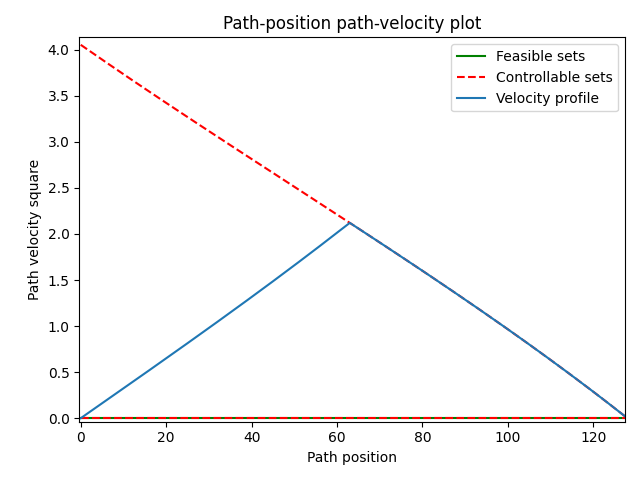 Path-position path-velocity plot
Feasible sets
Controllable sets
Velocity profile
Path velocity square
4.0
3.5
3.0
2.5
2.0
1.5
1.0
0.5
0.0
0 20 40 60 80 100 120
Path position